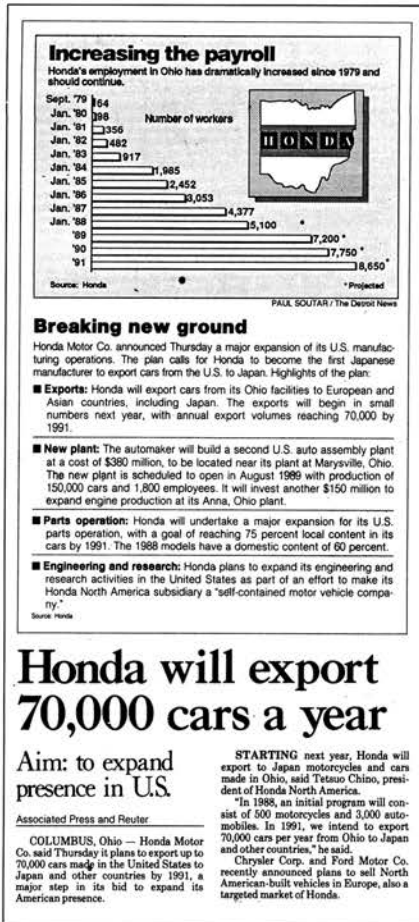 Increasing the payroll
Honda's employment in Ohio has dramatically increased since 1979 and
should continue.
Sept. '79 64
Jan. '80 98
Jan. '81 356
Jan. '82 482
Jan. '83 917
Jan. '84 1,985
Jan. '85 2,452
Jan. '86 3,053
Jan. '87 4,377
Jan. '88 5,100
'89 7,200*
'90 7,750*
'91 8,650*
Number of workers
HONDA
Source: Honda
* Projected
PAUL SOUTAR / The Detroit News
Breaking new ground
Honda Motor Co. announced Thursday a major expansion of its U.S. manufac-
turing operations. The plan calls for Honda to become the first Japanese
manufacturer to export cars from the U.S. to Japan. Highlights of the plan:
■ Exports: Honda will export cars from its Ohio facilities to European and
Asian countries, including Japan. The exports will begin in small
numbers next year, with annual export volumes reaching 70,000 by
1991.
■ New plant: The automaker will build a second U.S. auto assembly plant
at a cost of $380 million, to be located near its plant at Marysville, Ohio.
The new plant is scheduled to open in August 1989 with production of
150,000 cars and 1,800 employees. It will invest another $150 million to
expand engine production at its Anna, Ohio plant.
■ Parts operation: Honda will undertake a major expansion for its U.S.
parts operation, with a goal of reaching 75 percent local content in its
cars by 1991. The 1988 models have a domestic content of 60 percent.
■ Engineering and research: Honda plans to expand its engineering and
research activities in the United States as part of an effort to make its
Honda North America subsidiary a "self-contained motor vehicle compa-
ny."
Source: Honda
Honda will export
70,000 cars a year
Aim: to expand
presence in U.S.
Associated Press and Reuter
COLUMBUS, Ohio — Honda Motor
Co. said Thursday it plans to export up to
70,000 cars made in the United States to
Japan and other countries by 1991, a
major step in its bid to expand its
American presence.
STARTING next year, Honda will
export to Japan motorcycles and cars
made in Ohio, said Tetsuo Chino, presi-
dent of Honda North America.
"In 1988, an initial program will con-
sist of 500 motorcycles and 3,000 auto-
mobiles. In 1991, we intend to export
70,000 cars per year from Ohio to Japan
and other countries," he said.
Chrysler Corp. and Ford Motor Co.
recently announced plans to sell North
American-built vehicles in Europe, also a
targeted market of Honda.